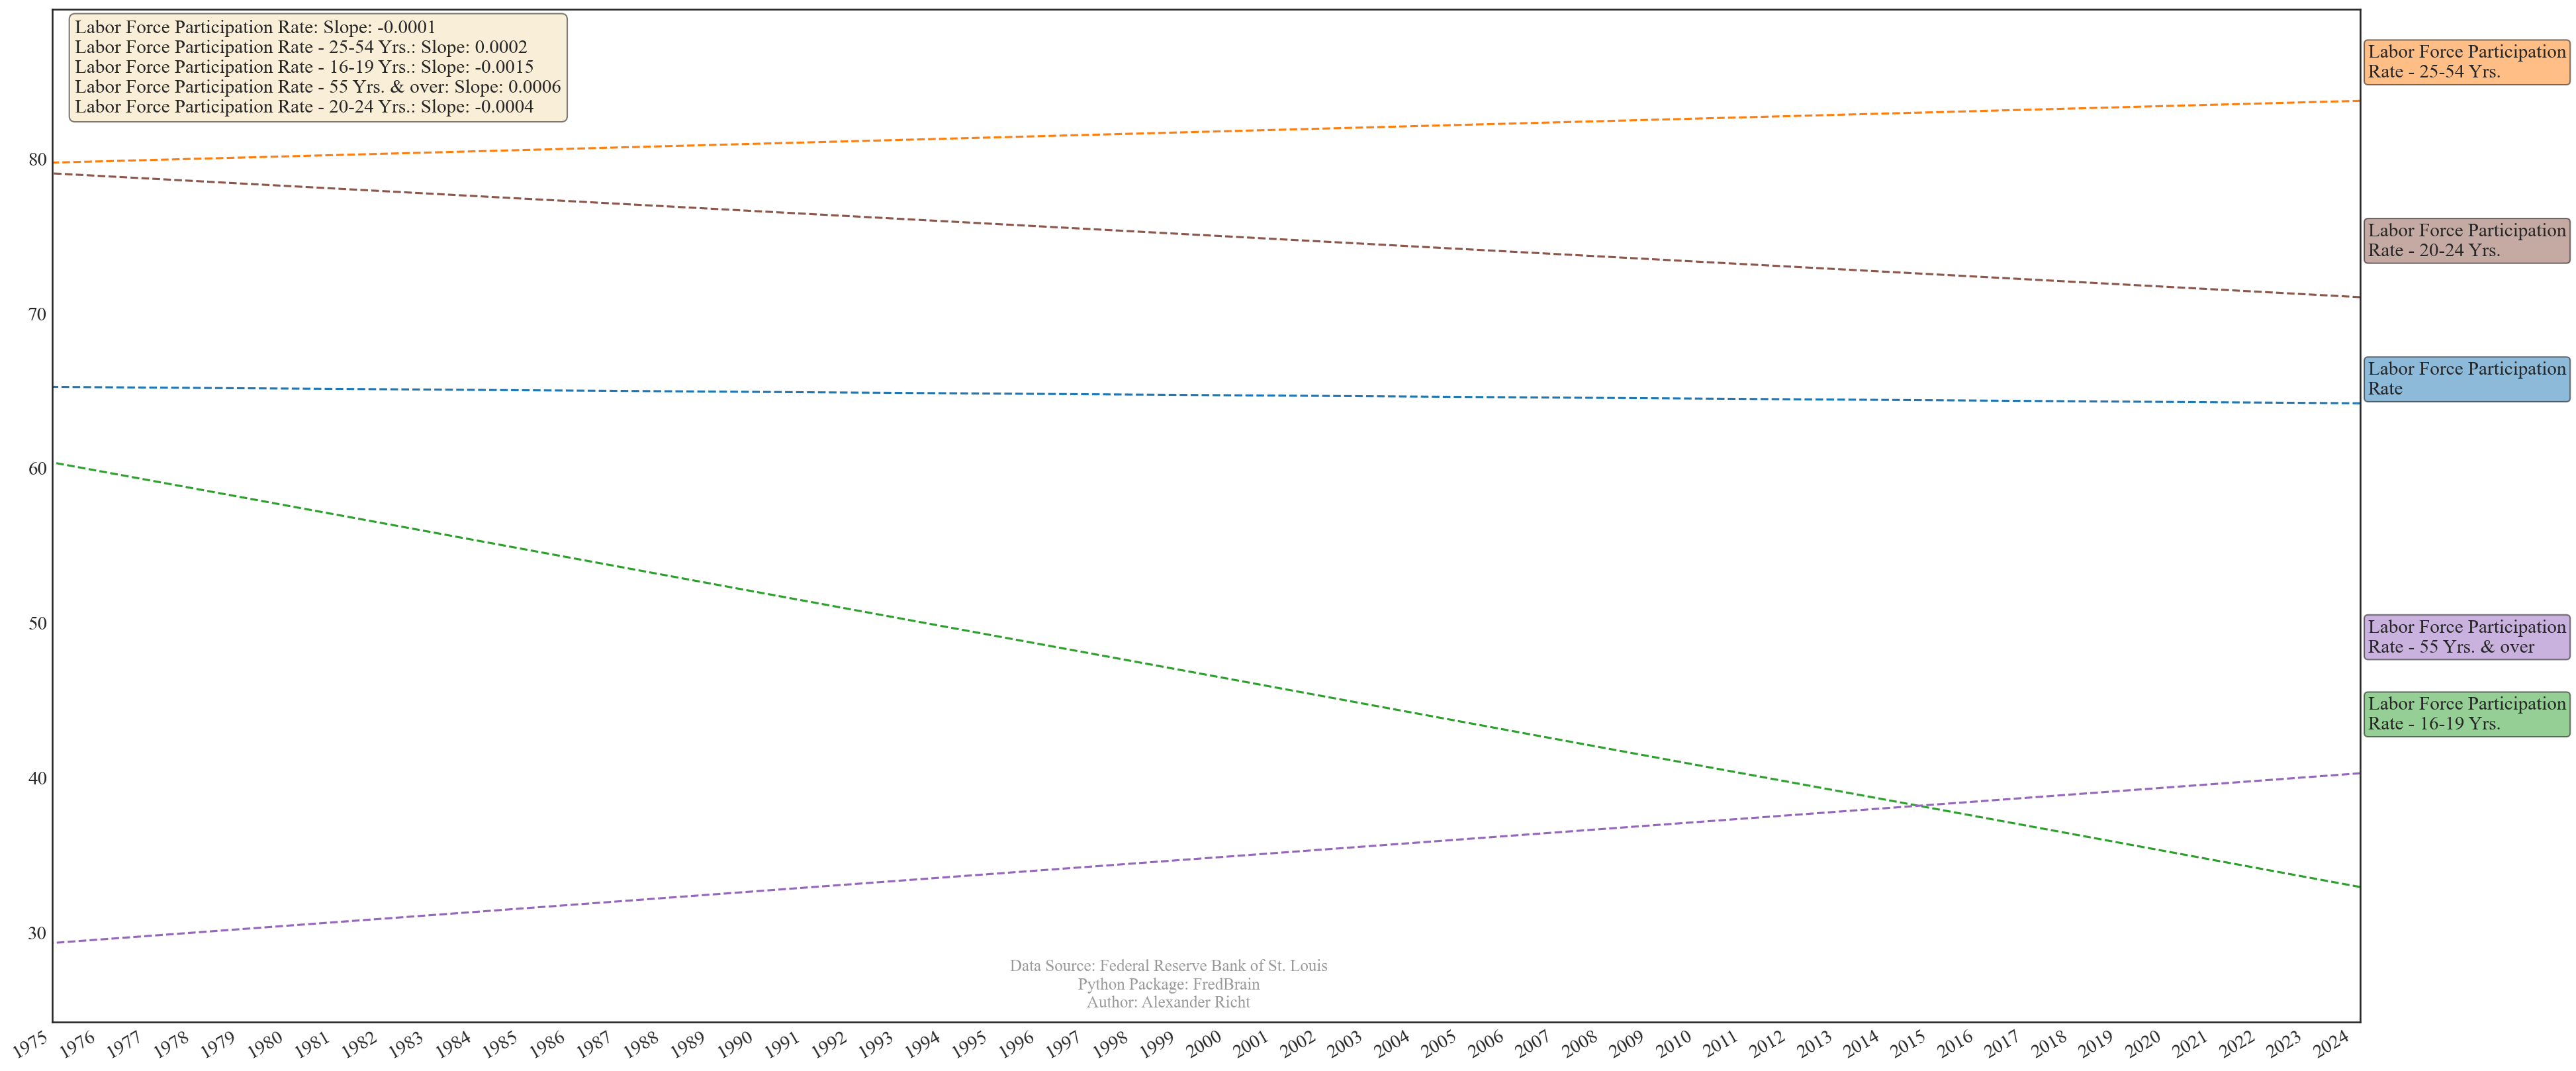 Labor Force Participation Rate: Slope: -0.0001
Labor Force Participation Rate - 25-54 Yrs.: Slope: 0.0002
Labor Force Participation Rate - 16-19 Yrs.: Slope: -0.0015
Labor Force Participation Rate - 55 Yrs. & over: Slope: 0.0006
Labor Force Participation Rate - 20-24 Yrs.: Slope: -0.0004
Labor Force Participation
Rate - 25-54 Yrs.
Labor Force Participation
Rate - 20-24 Yrs.
Labor Force Participation
Rate
Labor Force Participation
Rate - 55 Yrs. & over
Labor Force Participation
Rate - 16-19 Yrs.
80
70
60
50
40
30
Data Source: Federal Reserve Bank of St. Louis
Python Package: FredBrain
Author: Alexander Richt
1975 1976 1977 1978 1979 1980 1981 1982 1983 1984 1985 1986 1987 1988 1989 1990 1991 1992 1993 1994 1995 1996 1997 1998 1999 2000 2001 2002 2003 2004 2005 2006 2007 2008 2009 2010 2011 2012 2013 2014 2015 2016 2017 2018 2019 2020 2021 2022 2023 2024